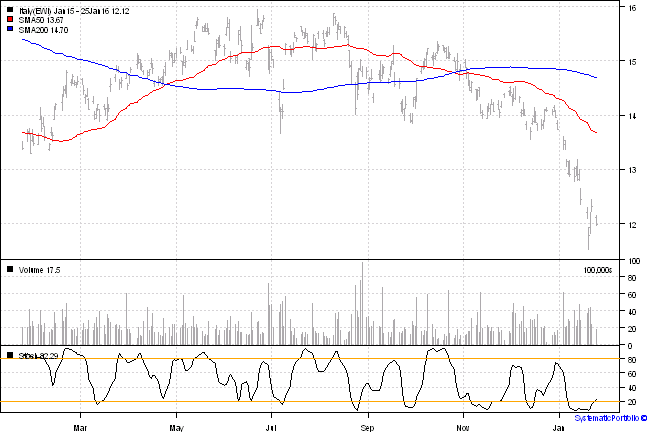 Italy(EWI) Jan15 - 25Jan16 12.12
SMA50 13.67
SMA200 14.70
16
15
14
13
12
Volume 17.5
100,000s
100
80
60
40
20
0
80
60
40
20
Mar
May
Jul
Sep
Nov
Jan
SystematicPortfolio ©